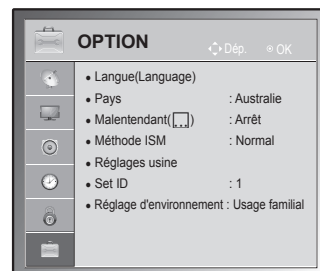 OPTION
Dép. OK
• Langue(Language)
• Pays : Australie
• Malentendant( ) : Arrêt
• Méthode ISM : Normal
• Réglages usine
• Set ID : 1
• Réglage d'environnement : Usage familial